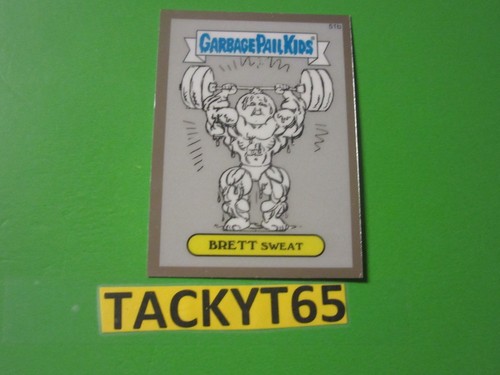 GARBAGE PAIL KIDS®
BRETT SWEAT
TACKYT65